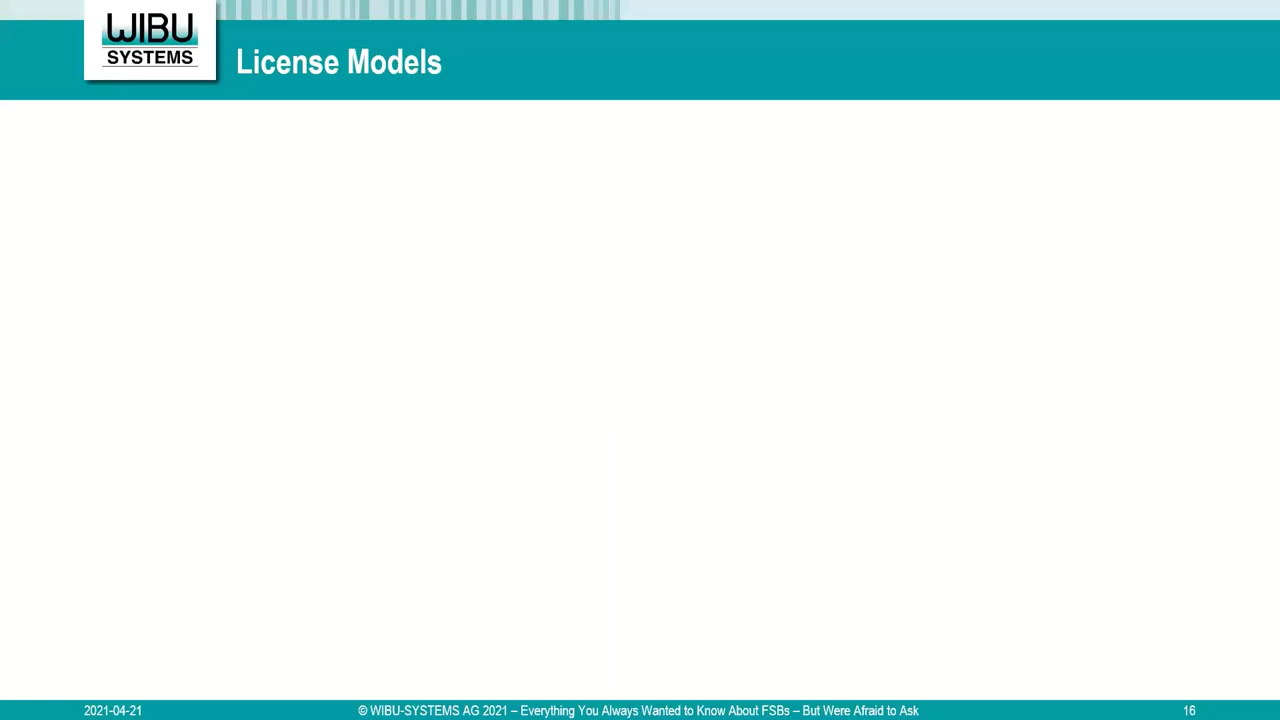 WIBU
SYSTEMS
License Models
2021-04-21
© WIBU-SYSTEMS AG 2021 – Everything You Always Wanted to Know About FSBs – But Were Afraid to Ask
16